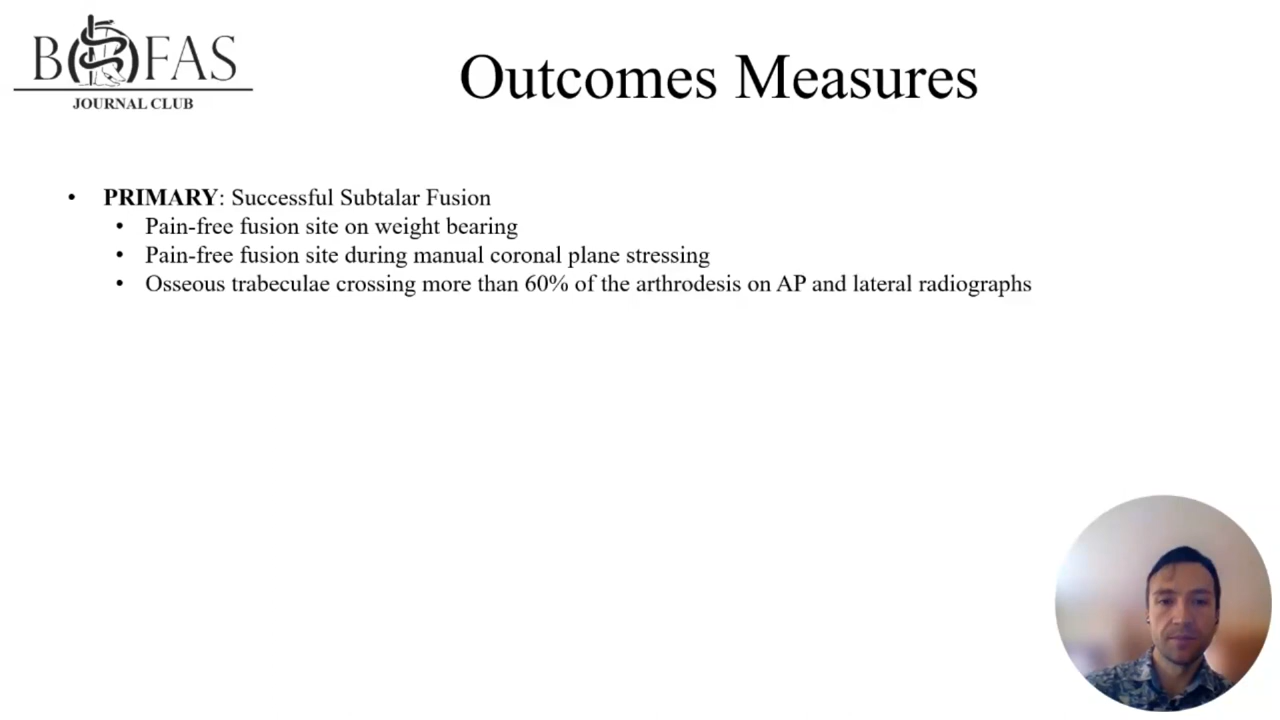 BOFAS
JOURNAL CLUB
Outcomes Measures
• PRIMARY: Successful Subtalar Fusion
• Pain-free fusion site on weight bearing
• Pain-free fusion site during manual coronal plane stressing
• Osseous trabeculae crossing more than 60% of the arthrodesis on AP and lateral radiographs